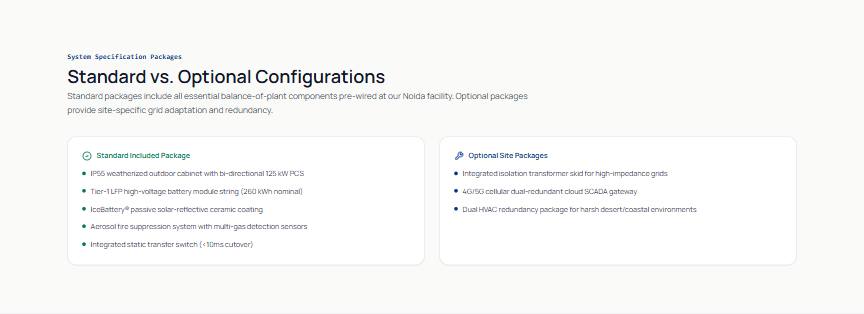 System Specification Packages
Standard vs. Optional Configurations
Standard packages include all essential balance-of-plant components pre-wired at our Noida facility. Optional packages
provide site-specific grid adaptation and redundancy.
Standard Included Package
IP55 weatherized outdoor cabinet with bi-directional 125 kW PCS
Tier-1 LFP high-voltage battery module string (260 kWh nominal)
IceBattery® passive solar-reflective ceramic coating
Aerosol fire suppression system with multi-gas detection sensors
Integrated static transfer switch (<10ms cutover)
Optional Site Packages
Integrated isolation transformer skid for high-impedance grids
4G/5G cellular dual-redundant cloud SCADA gateway
Dual HVAC redundancy package for harsh desert/coastal environments